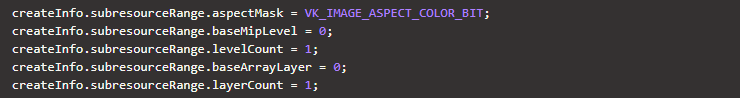 createInfo.subresourceRange.aspectMask = VK_IMAGE_ASPECT_COLOR_BIT;
createInfo.subresourceRange.baseMipLevel = 0;
createInfo.subresourceRange.levelCount = 1;
createInfo.subresourceRange.baseArrayLayer = 0;
createInfo.subresourceRange.layerCount = 1;